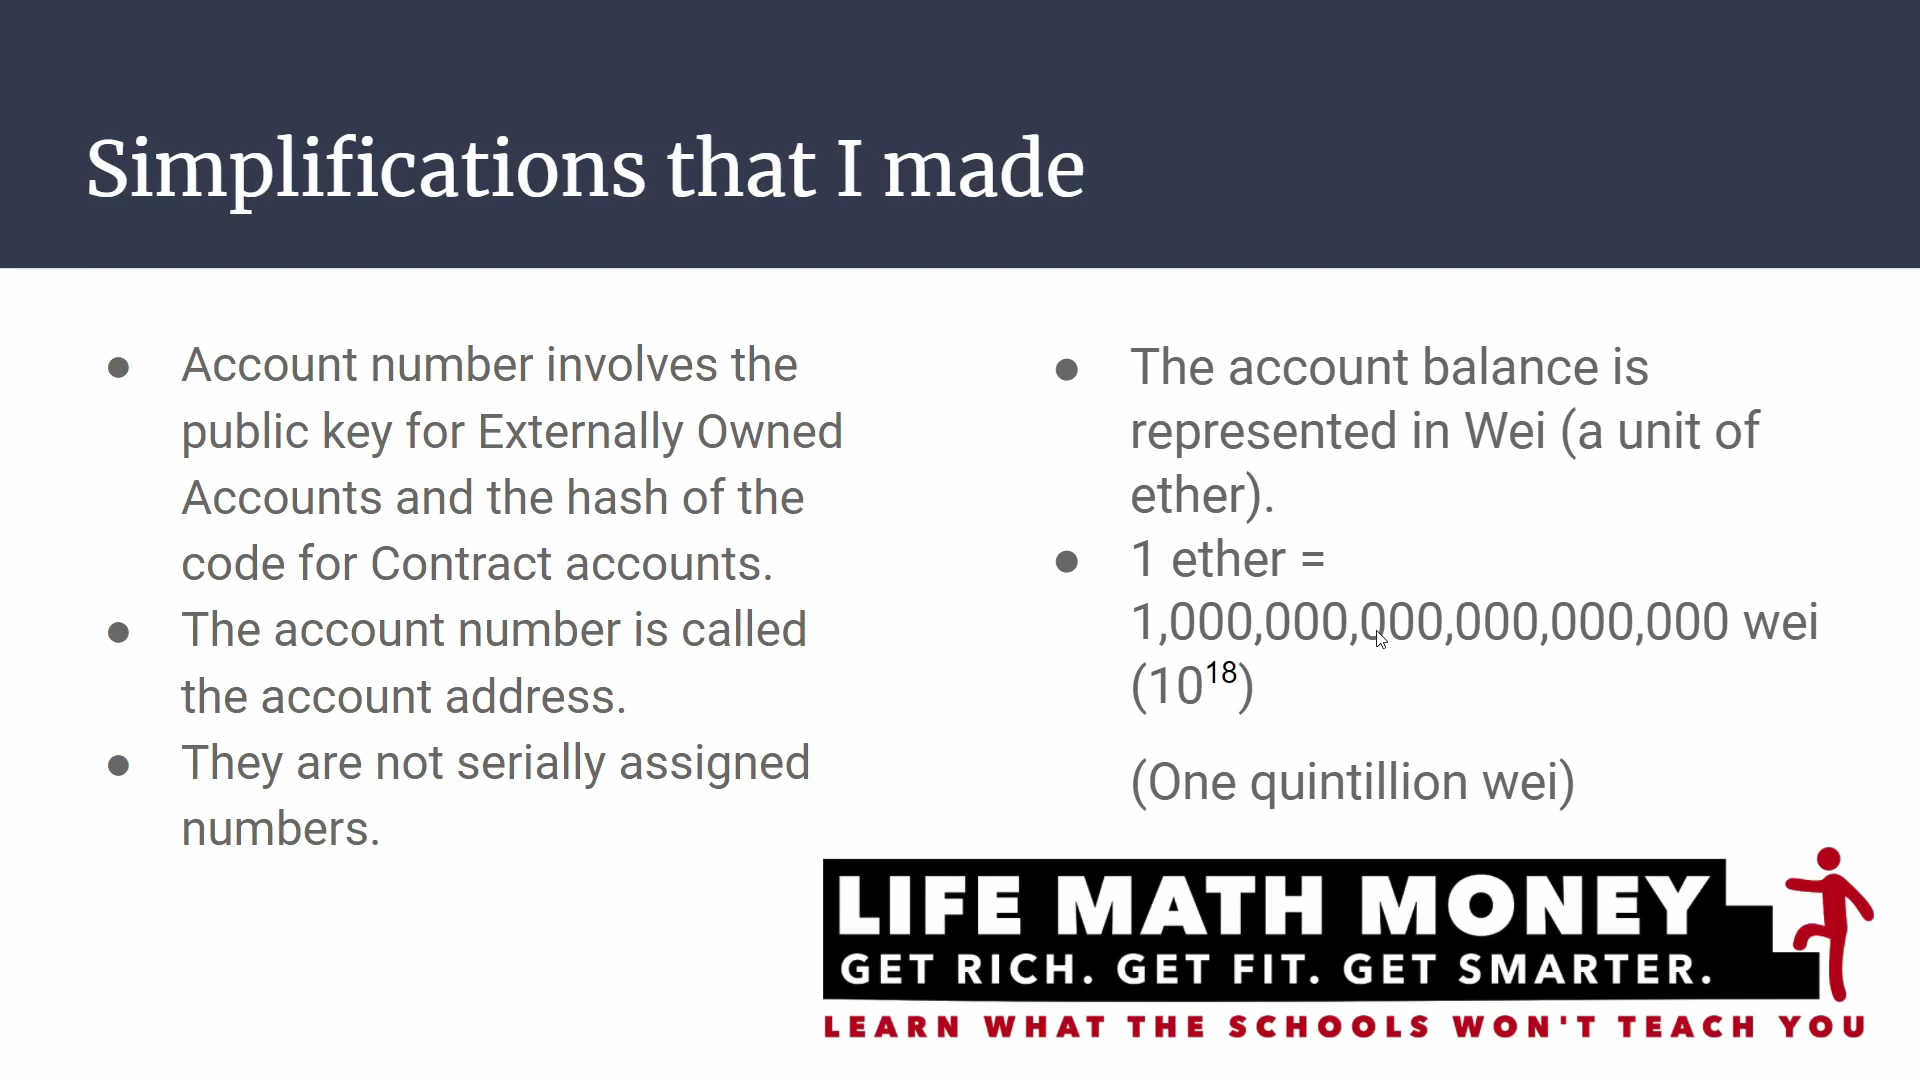 Simplifications that I made
● Account number involves the
public key for Externally Owned
Accounts and the hash of the
code for Contract accounts.
● The account number is called
the account address.
● They are not serially assigned
numbers.
● The account balance is
represented in Wei (a unit of
ether).
● 1 ether =
1,000,000,000,000,000,000 wei
(10¹⁸)
(One quintillion wei)
LIFE MATH MONEY
GET RICH. GET FIT. GET SMARTER.
LEARN WHAT THE SCHOOLS WON'T TEACH YOU